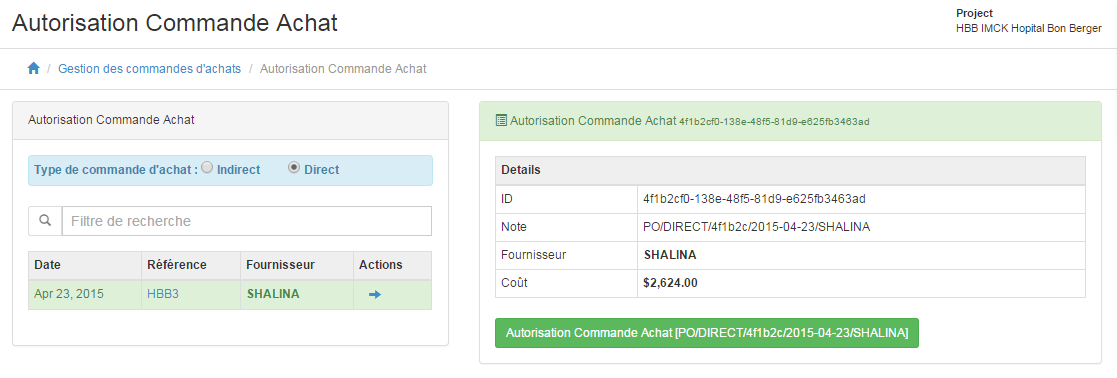 Autorisation Commande Achat
Project
HBB IMCK Hopital Bon Berger
/ Gestion des commandes d'achats / Autorisation Commande Achat
Autorisation Commande Achat
Type de commande d'achat : Indirect Direct
Filtre de recherche
Date Référence Fournisseur Actions
Apr 23, 2015 HBB3 SHALINA
Autorisation Commande Achat 4f1b2cf0-138e-48f5-81d9-e625fb3463ad
Details
ID 4f1b2cf0-138e-48f5-81d9-e625fb3463ad
Note PO/DIRECT/4f1b2c/2015-04-23/SHALINA
Fournisseur SHALINA
Coût $2,624.00
Autorisation Commande Achat [PO/DIRECT/4f1b2c/2015-04-23/SHALINA]